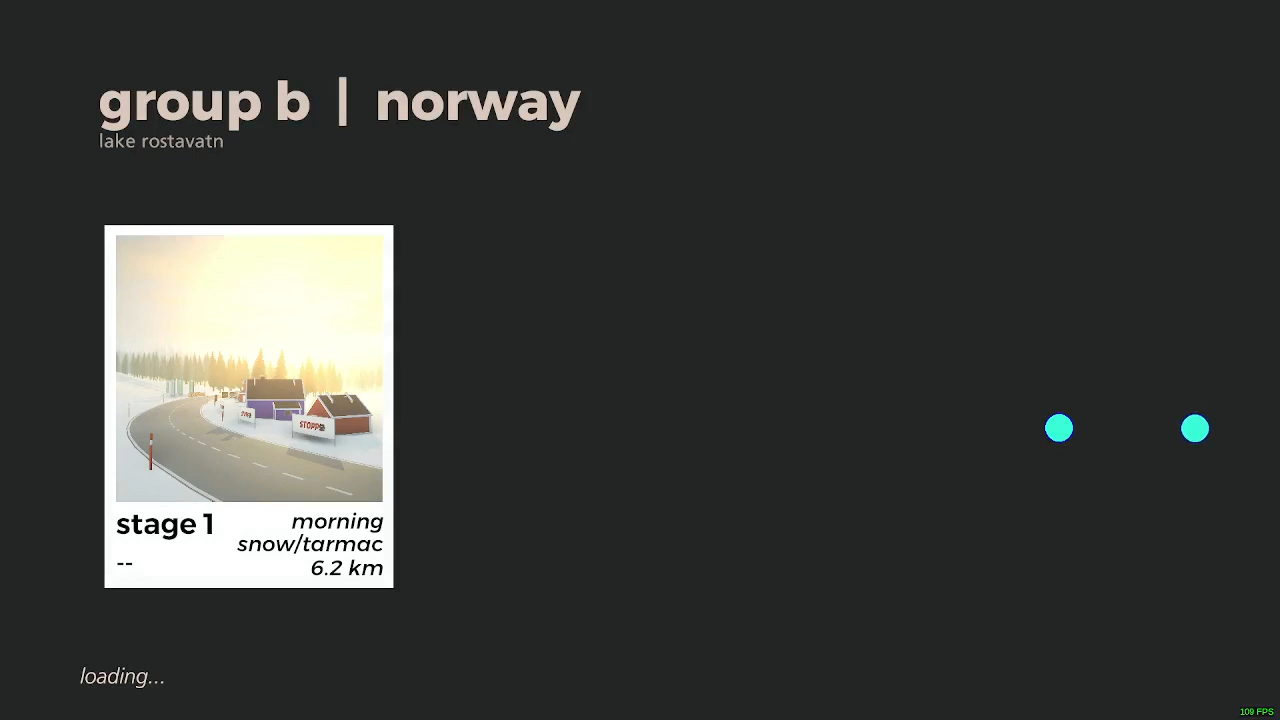 group b | norway
lake rostavatn
STOPP
stage 1
morning
snow/tarmac
--
6.2 km
loading...
109 FPS